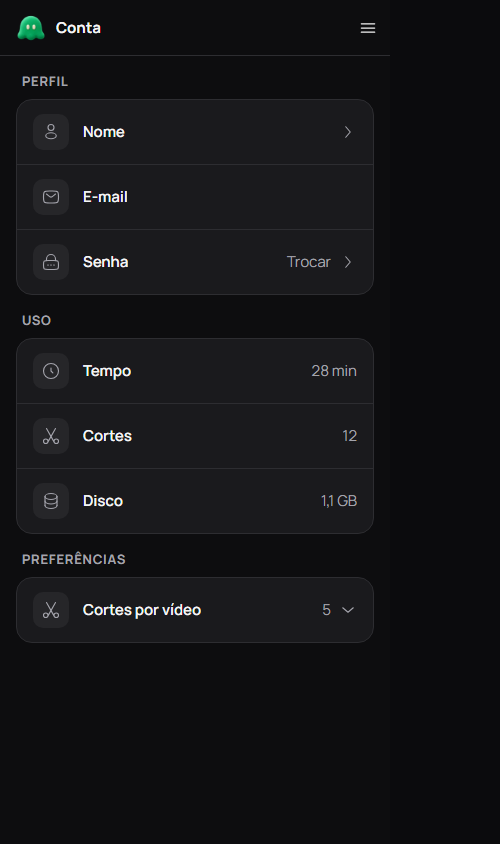 Conta
PERFIL
Nome
E-mail
Senha Trocar
USO
Tempo 28 min
Cortes 12
Disco 1,1 GB
PREFERÊNCIAS
Cortes por vídeo 5